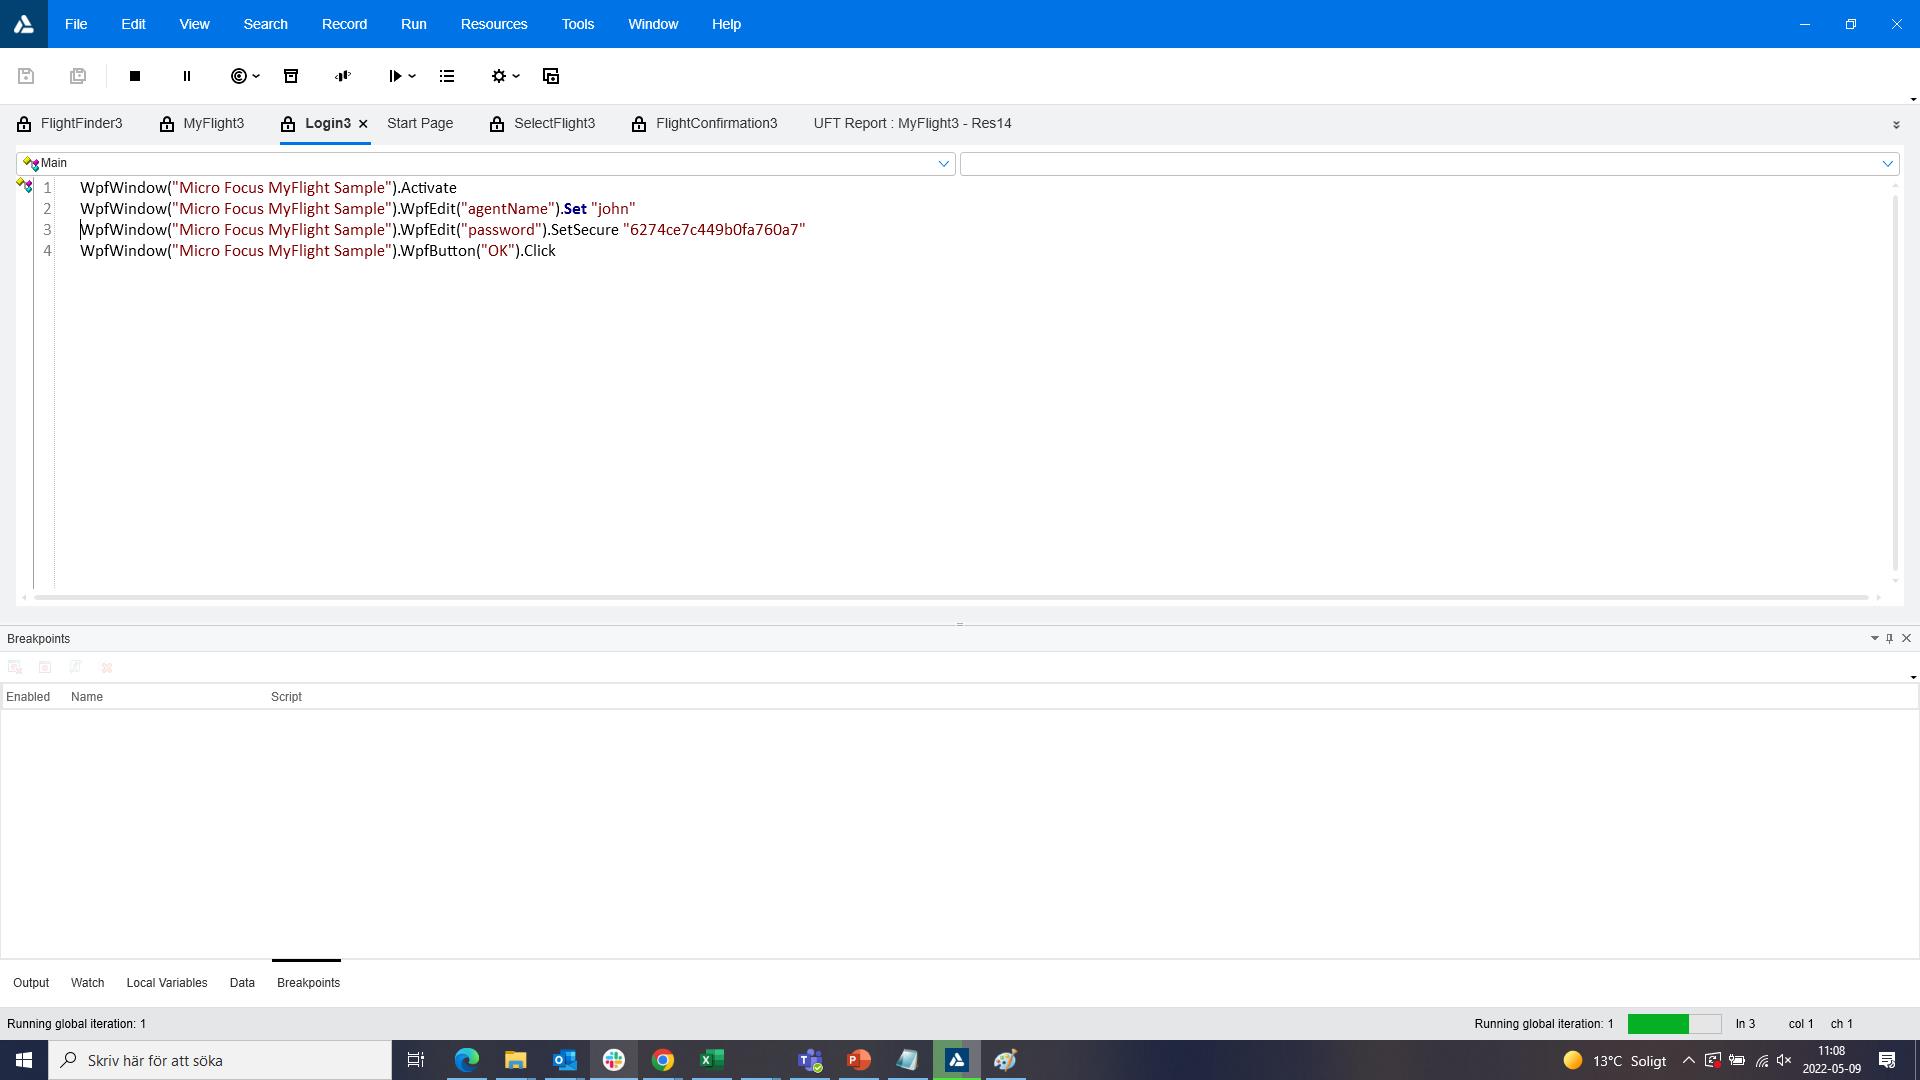 File Edit View Search Record Run Resources Tools Window Help
FlightFinder3 MyFlight3 Login3 Start Page SelectFlight3 FlightConfirmation3 UFT Report : MyFlight3 - Res14
Main
1 WpfWindow("Micro Focus MyFlight Sample").Activate
2 WpfWindow("Micro Focus MyFlight Sample").WpfEdit("agentName").Set "john"
3 WpfWindow("Micro Focus MyFlight Sample").WpfEdit("password").SetSecure "6274ce7c449b0fa760a7"
4 WpfWindow("Micro Focus MyFlight Sample").WpfButton("OK").Click
Breakpoints
Enabled Name Script
Output Watch Local Variables Data Breakpoints
Running global iteration: 1 Running global iteration: 1 ln 3 col 1 ch 1
Skriv här för att söka 13°C Soligt 11:08
2022-05-09